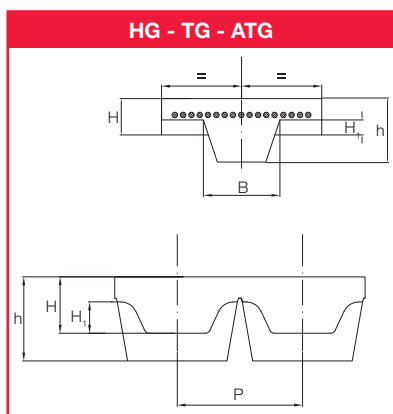 HG - TG - ATG
= =
H H₁ h
B
h H H₁
P